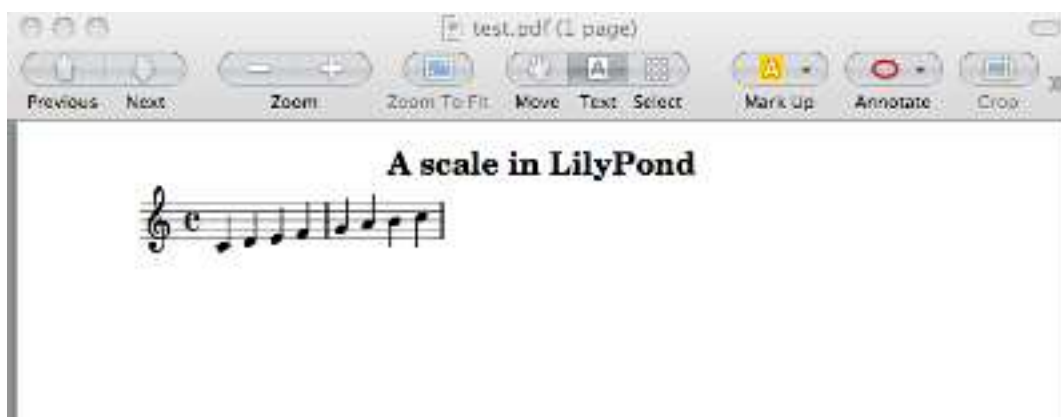 test.pdf (1 page)
Previous Next Zoom Zoom To Fit Move Text Select Mark Up Annotate Crop
A scale in LilyPond